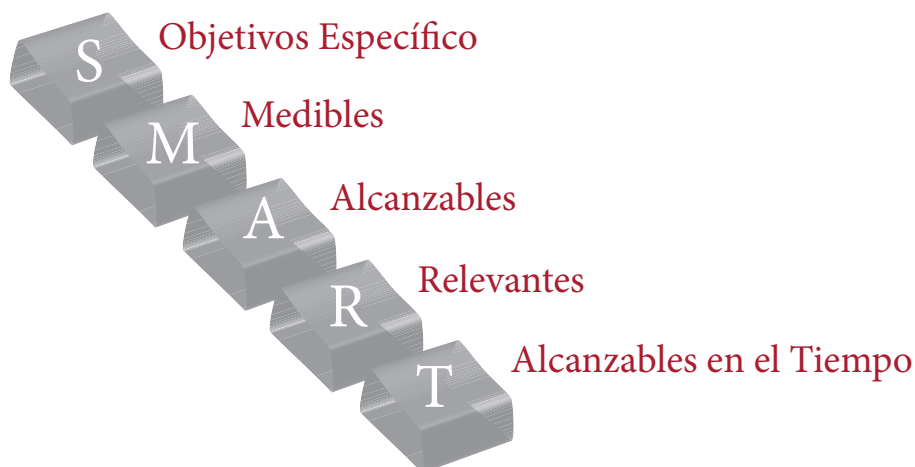 S Objetivos Específico
M Medibles
A Alcanzables
R Relevantes
T Alcanzables en el Tiempo